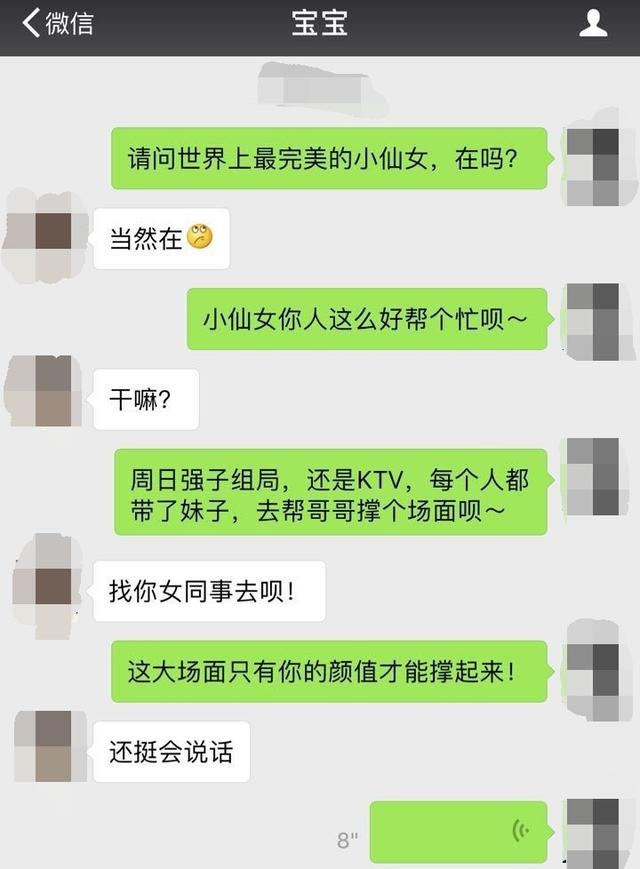 微信
宝宝
请问世界上最完美的小仙女，在吗？
当然在
小仙女你人这么好帮个忙呗～
干嘛？
周日强子组局，还是KTV，每个人都
带了妹子，去帮哥哥撑个场面呗～
找你女同事去呗！
这大场面只有你的颜值才能撑起来！
还挺会说话
8"